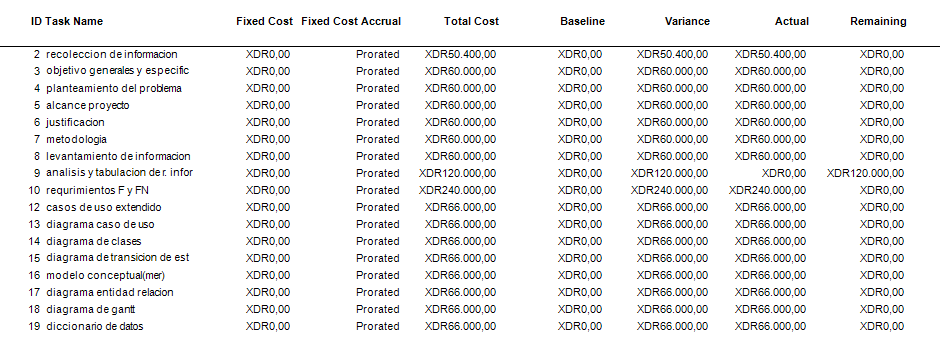 ID Task Name Fixed Cost Fixed Cost Accrual Total Cost Baseline Variance Actual Remaining
2 recoleccion de informacion XDR0,00 Prorated XDR50.400,00 XDR0,00 XDR50.400,00 XDR50.400,00 XDR0,00
3 objetivo generales y especific XDR0,00 Prorated XDR60.000,00 XDR0,00 XDR60.000,00 XDR60.000,00 XDR0,00
4 planteamiento del problema XDR0,00 Prorated XDR60.000,00 XDR0,00 XDR60.000,00 XDR60.000,00 XDR0,00
5 alcance proyecto XDR0,00 Prorated XDR60.000,00 XDR0,00 XDR60.000,00 XDR60.000,00 XDR0,00
6 justificacion XDR0,00 Prorated XDR60.000,00 XDR0,00 XDR60.000,00 XDR60.000,00 XDR0,00
7 metodologia XDR0,00 Prorated XDR60.000,00 XDR0,00 XDR60.000,00 XDR60.000,00 XDR0,00
8 levantamiento de informacion XDR0,00 Prorated XDR60.000,00 XDR0,00 XDR60.000,00 XDR60.000,00 XDR0,00
9 analisis y tabulacion de r. infor XDR0,00 Prorated XDR120.000,00 XDR0,00 XDR120.000,00 XDR0,00 XDR120.000,00
10 requrimientos F y FN XDR0,00 Prorated XDR240.000,00 XDR0,00 XDR240.000,00 XDR240.000,00 XDR0,00
12 casos de uso extendido XDR0,00 Prorated XDR66.000,00 XDR0,00 XDR66.000,00 XDR66.000,00 XDR0,00
13 diagrama caso de uso XDR0,00 Prorated XDR66.000,00 XDR0,00 XDR66.000,00 XDR66.000,00 XDR0,00
14 diagrama de clases XDR0,00 Prorated XDR66.000,00 XDR0,00 XDR66.000,00 XDR66.000,00 XDR0,00
15 diagrama de transicion de est XDR0,00 Prorated XDR66.000,00 XDR0,00 XDR66.000,00 XDR66.000,00 XDR0,00
16 modelo conceptual(mer) XDR0,00 Prorated XDR66.000,00 XDR0,00 XDR66.000,00 XDR66.000,00 XDR0,00
17 diagrama entidad relacion XDR0,00 Prorated XDR66.000,00 XDR0,00 XDR66.000,00 XDR66.000,00 XDR0,00
18 diagrama de gantt XDR0,00 Prorated XDR66.000,00 XDR0,00 XDR66.000,00 XDR66.000,00 XDR0,00
19 diccionario de datos XDR0,00 Prorated XDR66.000,00 XDR0,00 XDR66.000,00 XDR66.000,00 XDR0,00